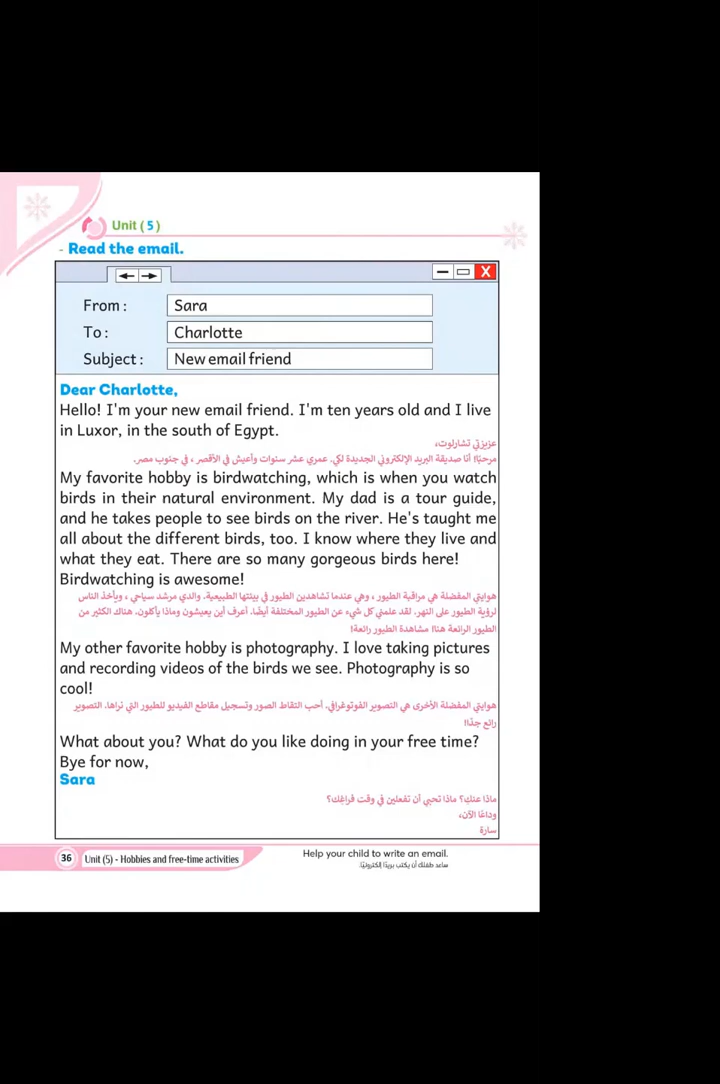 Unit ( 5 )
- Read the email.
X
From : Sara
To : Charlotte
Subject : New email friend
Dear Charlotte,
Hello! I'm your new email friend. I'm ten years old and I live
in Luxor, in the south of Egypt.
عزيزتي تشارلوت،
مرحبًا! أنا صديقة البريد الإلكتروني الجديدة لكي. عمري عشر سنوات وأعيش في الأقصر ، في جنوب مصر.
My favorite hobby is birdwatching, which is when you watch
birds in their natural environment. My dad is a tour guide,
and he takes people to see birds on the river. He's taught me
all about the different birds, too. I know where they live and
what they eat. There are so many gorgeous birds here!
Birdwatching is awesome!
هوايتي المفضلة هي مراقبة الطيور ، وهي عندما تشاهدين الطيور في بيئتها الطبيعية. والدي مرشد سياحي ، ويأخذ الناس
لرؤية الطيور على النهر. لقد علمني كل شيء عن الطيور المختلفة أيضًا. أعرف أين يعيشون وماذا يأكلون. هناك الكثير من
الطيور الرائعة هنا! مشاهدة الطيور رائعة!
My other favorite hobby is photography. I love taking pictures
and recording videos of the birds we see. Photography is so
cool!
هوايتي المفضلة الأخرى هي التصوير الفوتوغرافي. أحب التقاط الصور وتسجيل مقاطع الفيديو للطيور التي نراها. التصوير
رائع جدًا!
What about you? What do you like doing in your free time?
Bye for now,
Sara
ماذا عنكِ؟ ماذا تحبي أن تفعلين في وقت فراغِك؟
وداعًا الآن،
سارة
36 Unit (5) - Hobbies and free-time activities
Help your child to write an email.
ساعد طفلك أن يكتب بريدًا إلكترونيًا.